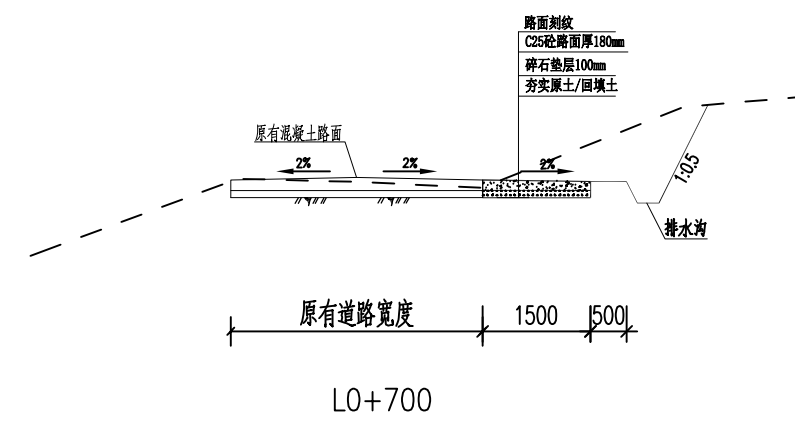 路面刻纹
C25砼路面厚180mm
碎石垫层100mm
夯实原土/回填土
原有混凝土路面
2%
2%
2%
1:0.5
排水沟
原有道路宽度
1500
500
L0+700